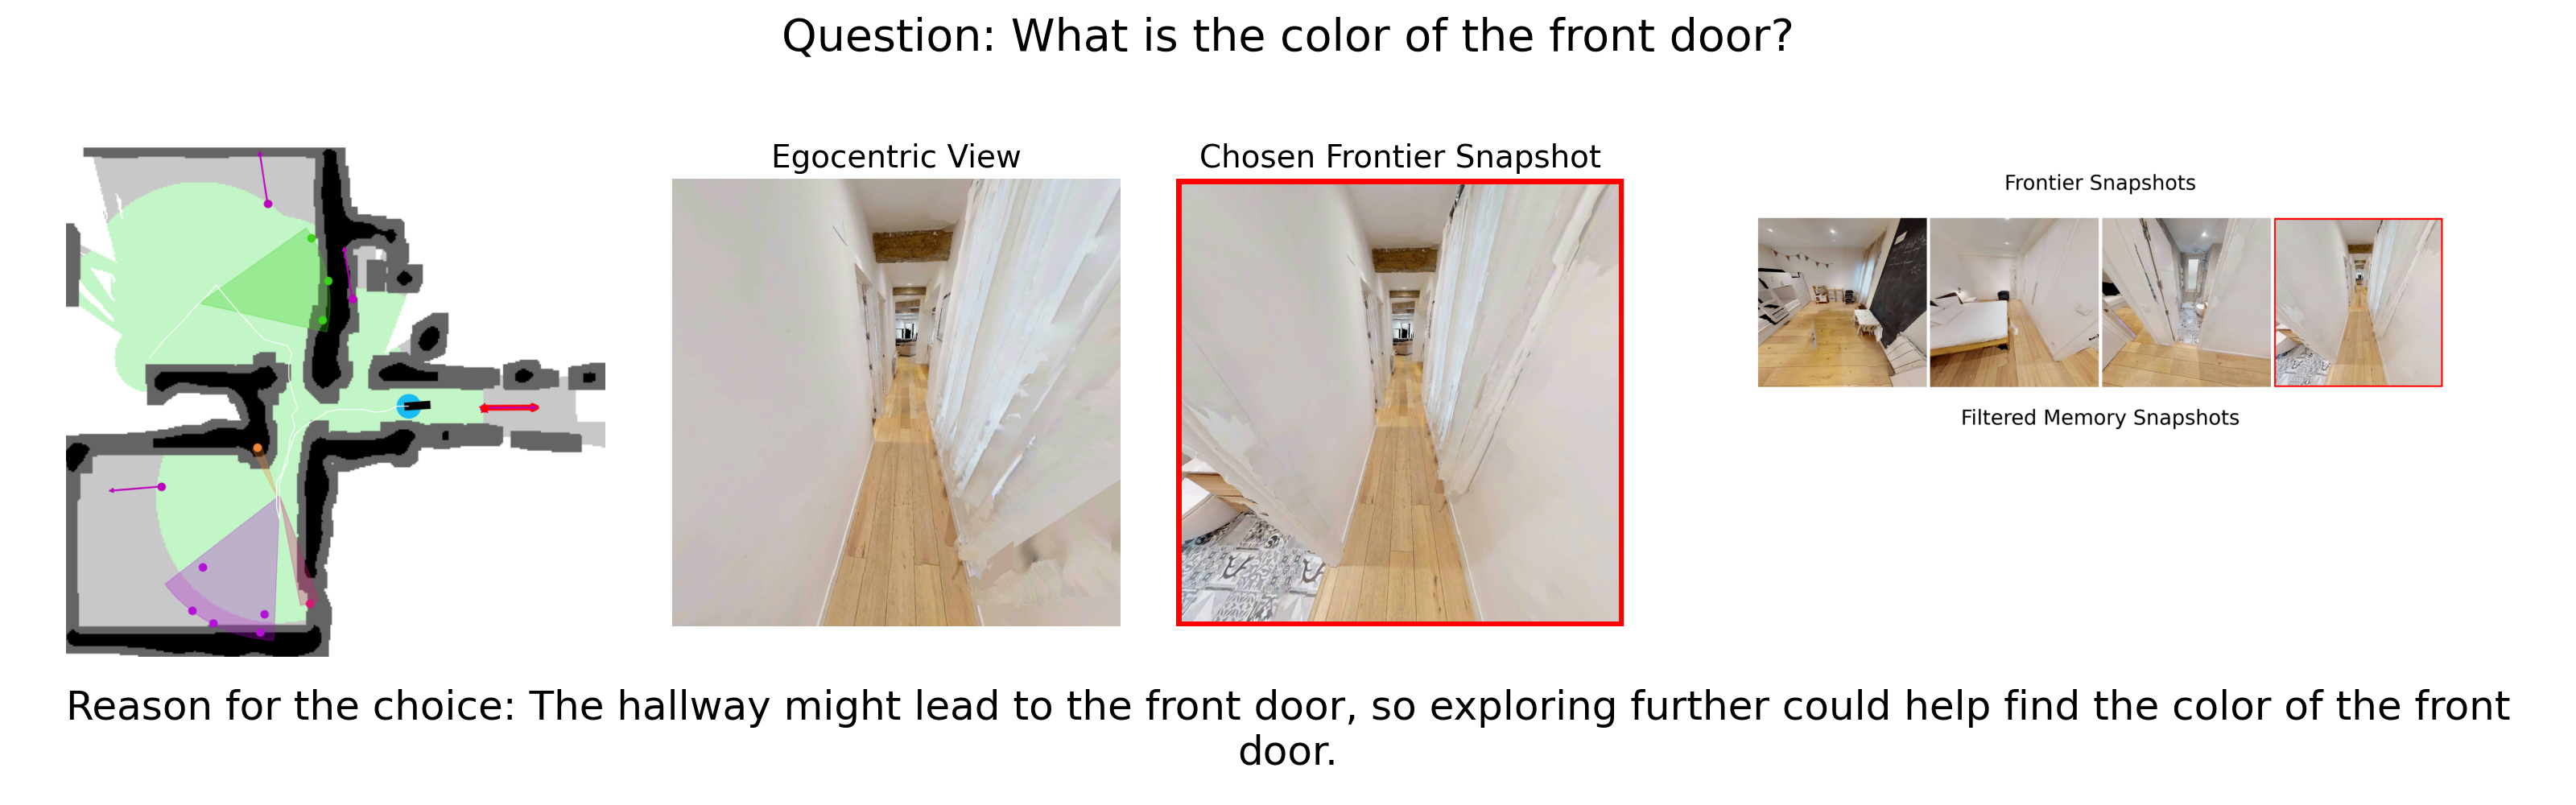 Question: What is the color of the front door?
Egocentric View
Chosen Frontier Snapshot
Frontier Snapshots
Filtered Memory Snapshots
Reason for the choice: The hallway might lead to the front door, so exploring further could help find the color of the front
door.